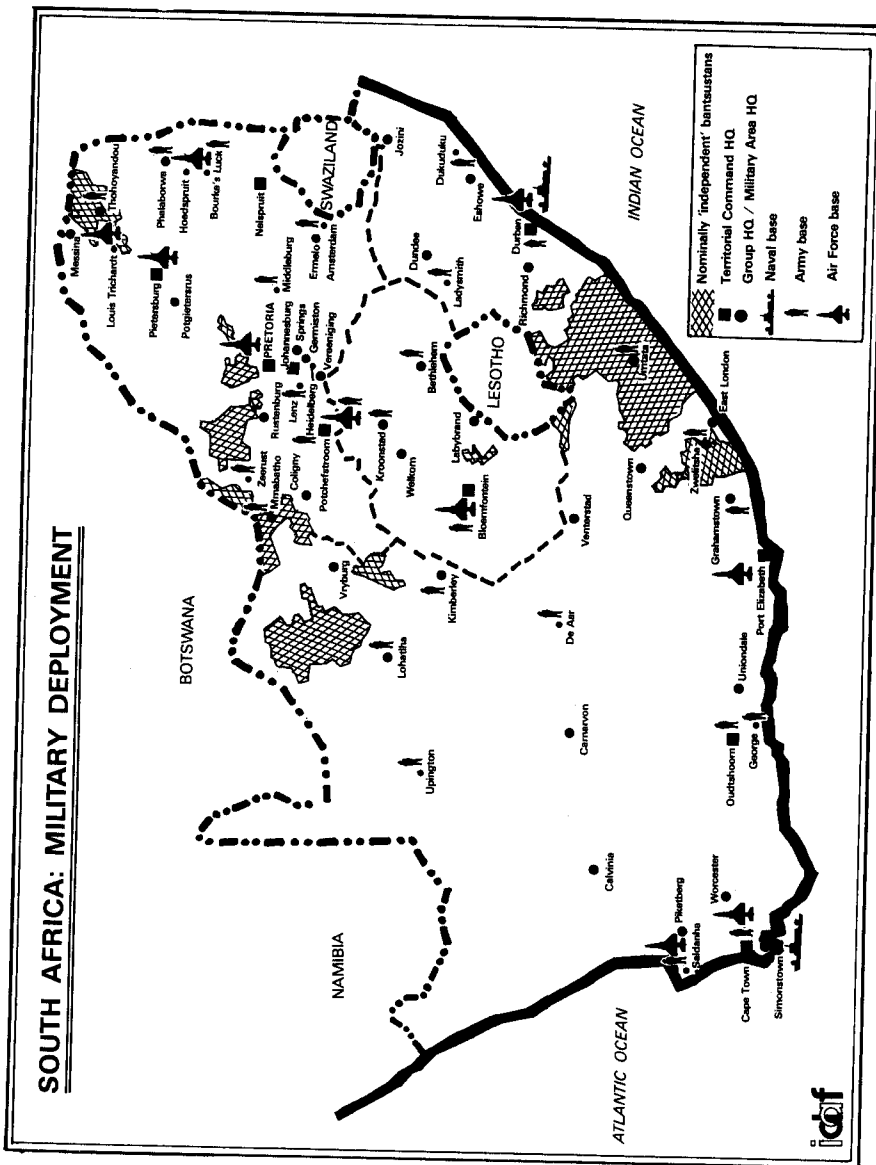 SOUTH AFRICA: MILITARY DEPLOYMENT
BOTSWANA
NAMIBIA
SWAZILAND
LESOTHO
ATLANTIC OCEAN
INDIAN OCEAN
Messina
Thohoyandou
Louis Trichardt
Phalaborwa
Hoedspruit
Bourke's Luck
Pietersburg
Potgietersrus
Nelspruit
Middleburg
Ermelo
Amsterdam
PRETORIA
Johannesburg
Springs
Germiston
Vereeniging
Rustenburg
Lenz
Heidelberg
Zeerust
Mmabatho
Coligny
Potchefstroom
Jozini
Dukuduku
Eshowe
Dundee
Ladysmith
Durban
Richmond
Bethlehem
Kroonstad
Welkom
Ladybrand
Bloemfontein
Vryburg
Kimberley
Lohatlha
Umtata
East London
Zwelitsha
Queenstown
Venterstad
Grahamstown
Port Elizabeth
De Aar
Uniondale
Upington
Carnarvon
Oudtshoorn
George
Calvinia
Worcester
Piketberg
Saldanha
Cape Town
Simonstown
Nominally 'independent' bantsustans
Territorial Command HQ
Group HQ / Military Area HQ
Naval base
Army base
Air Force base
idaf